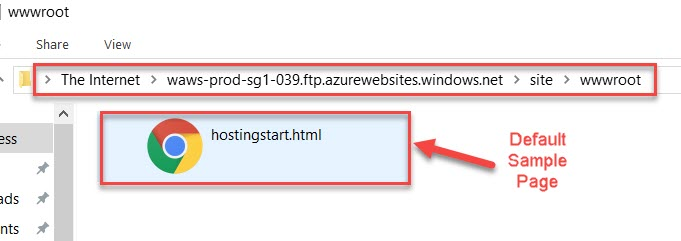 wwwroot
Share View
The Internet > waws-prod-sg1-039.ftp.azurewebsites.windows.net > site > wwwroot
hostingstart.html
Default
Sample
Page
ess
ads
nts